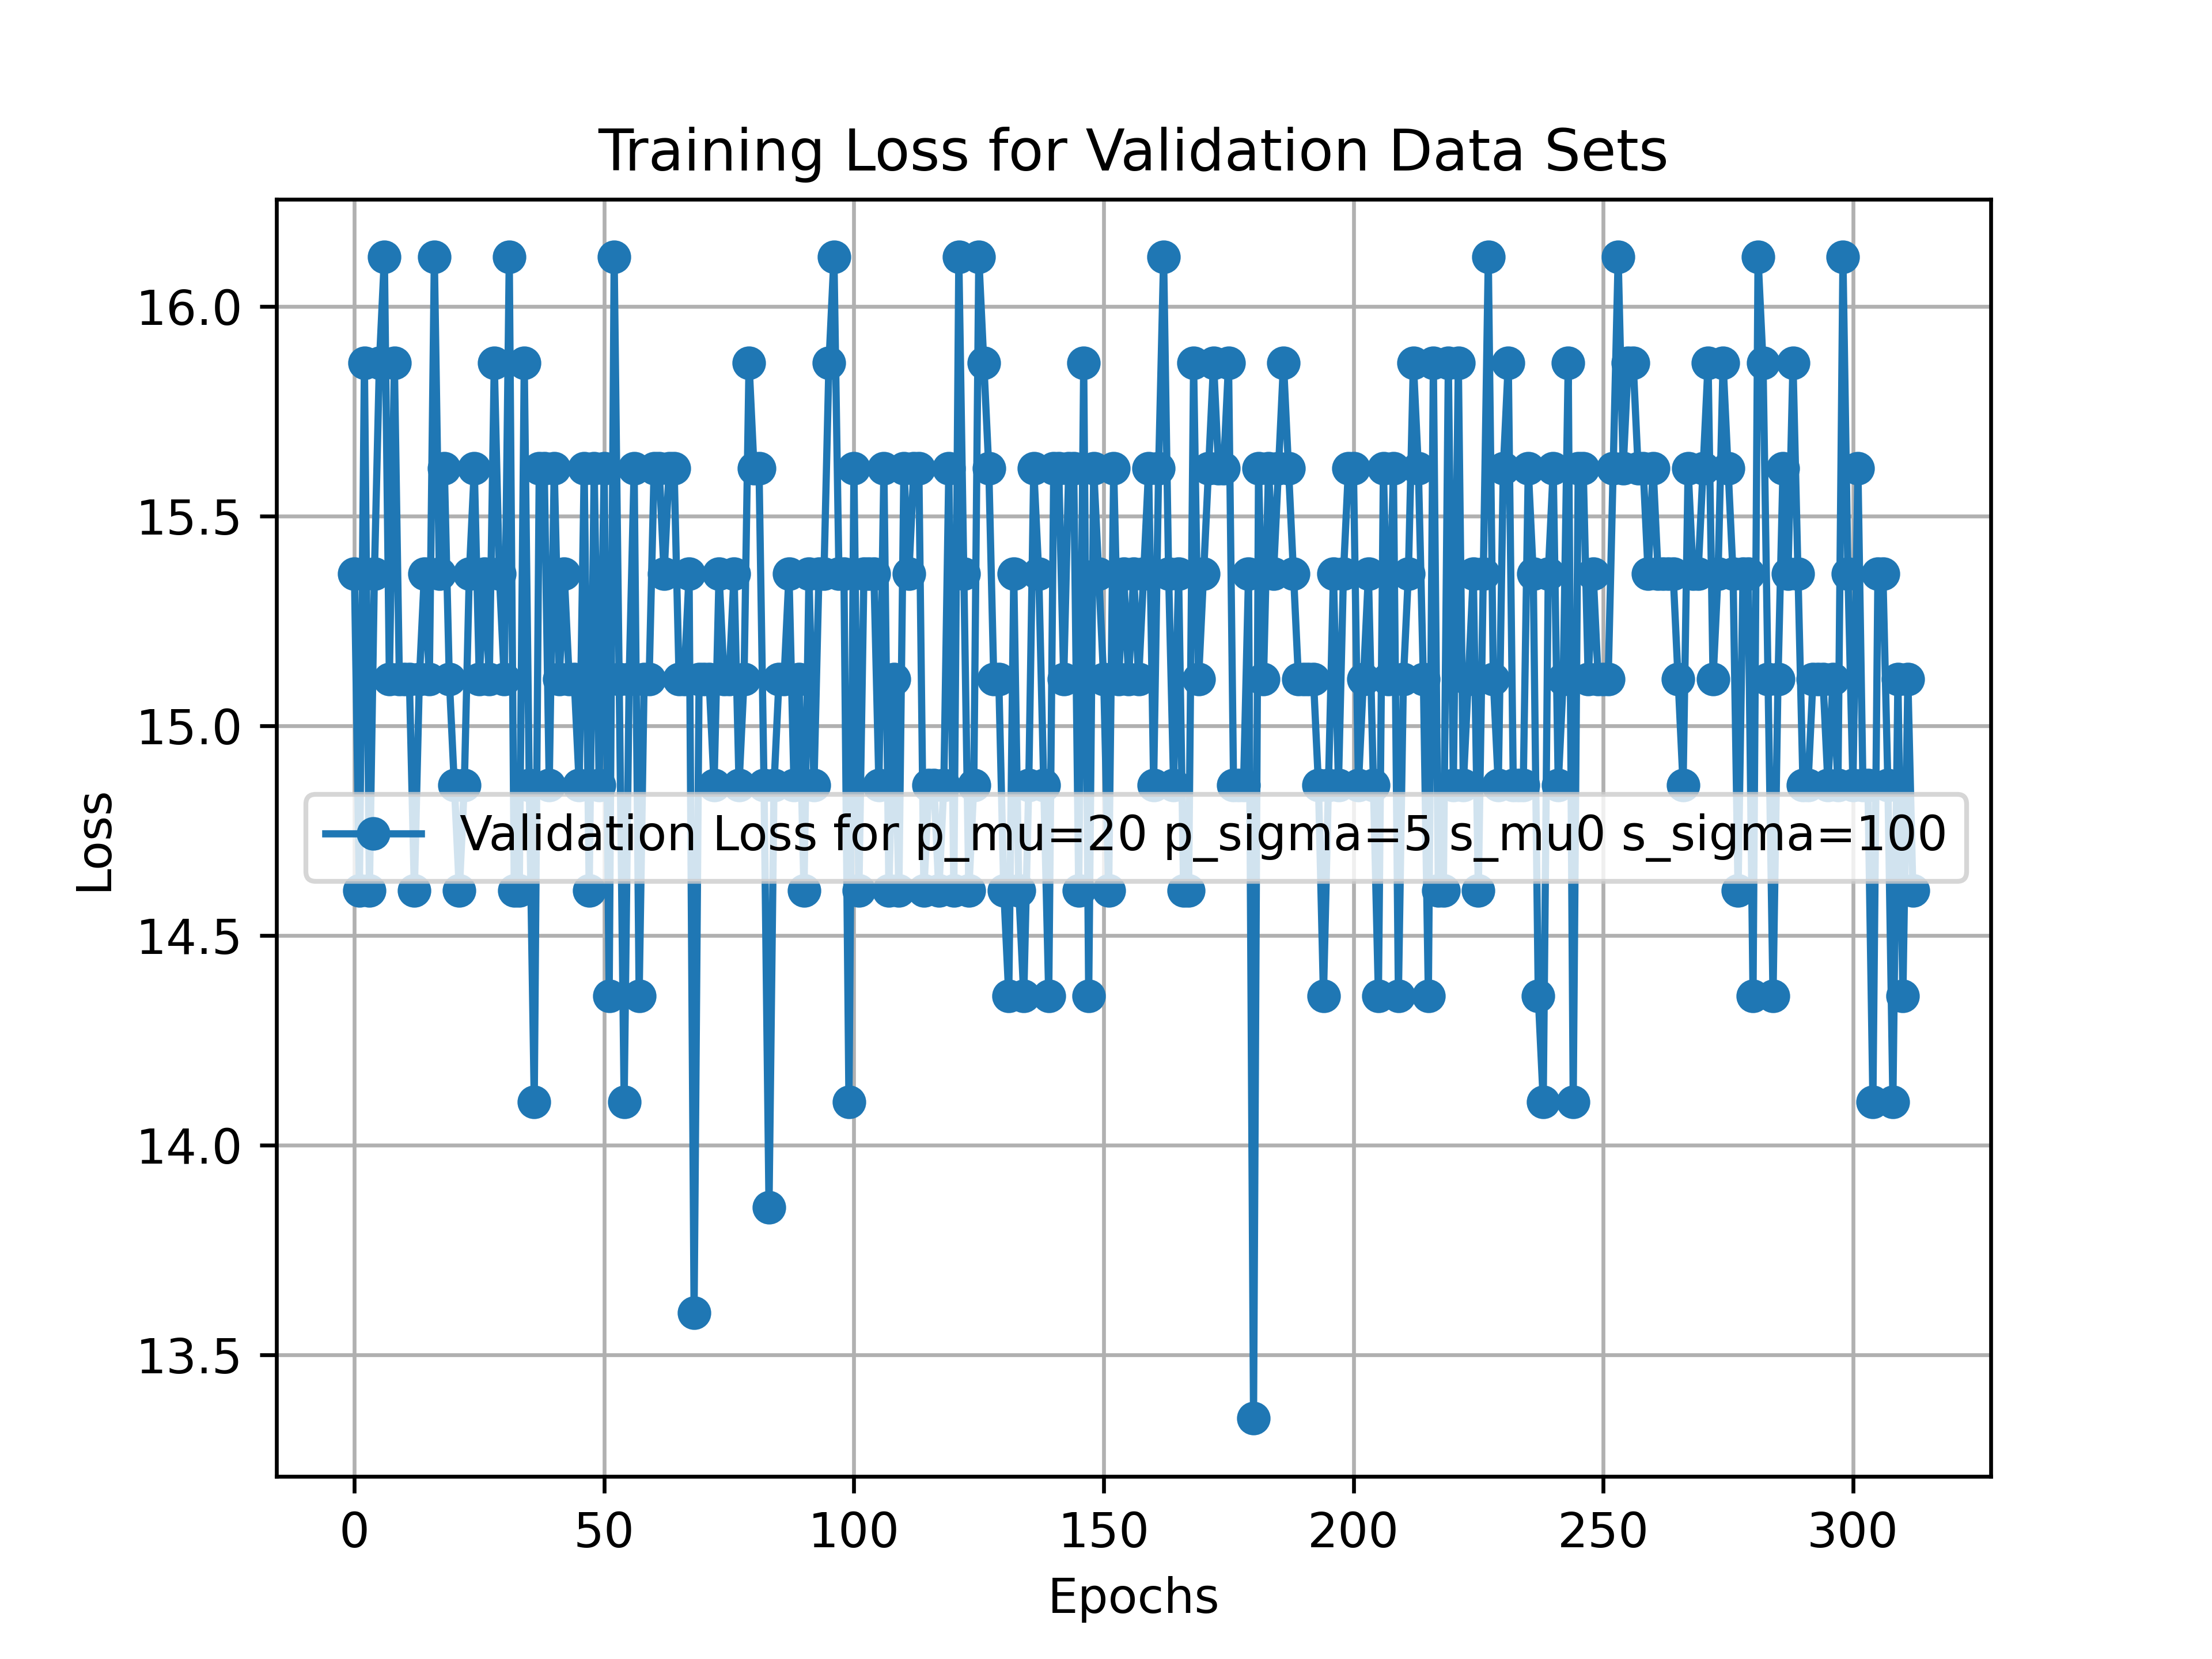 Training Loss for Validation Data Sets
16.0
15.5
15.0
14.5
14.0
13.5
Loss
Validation Loss for p_mu=20 p_sigma=5 s_mu0 s_sigma=100
0 50 100 150 200 250 300
Epochs